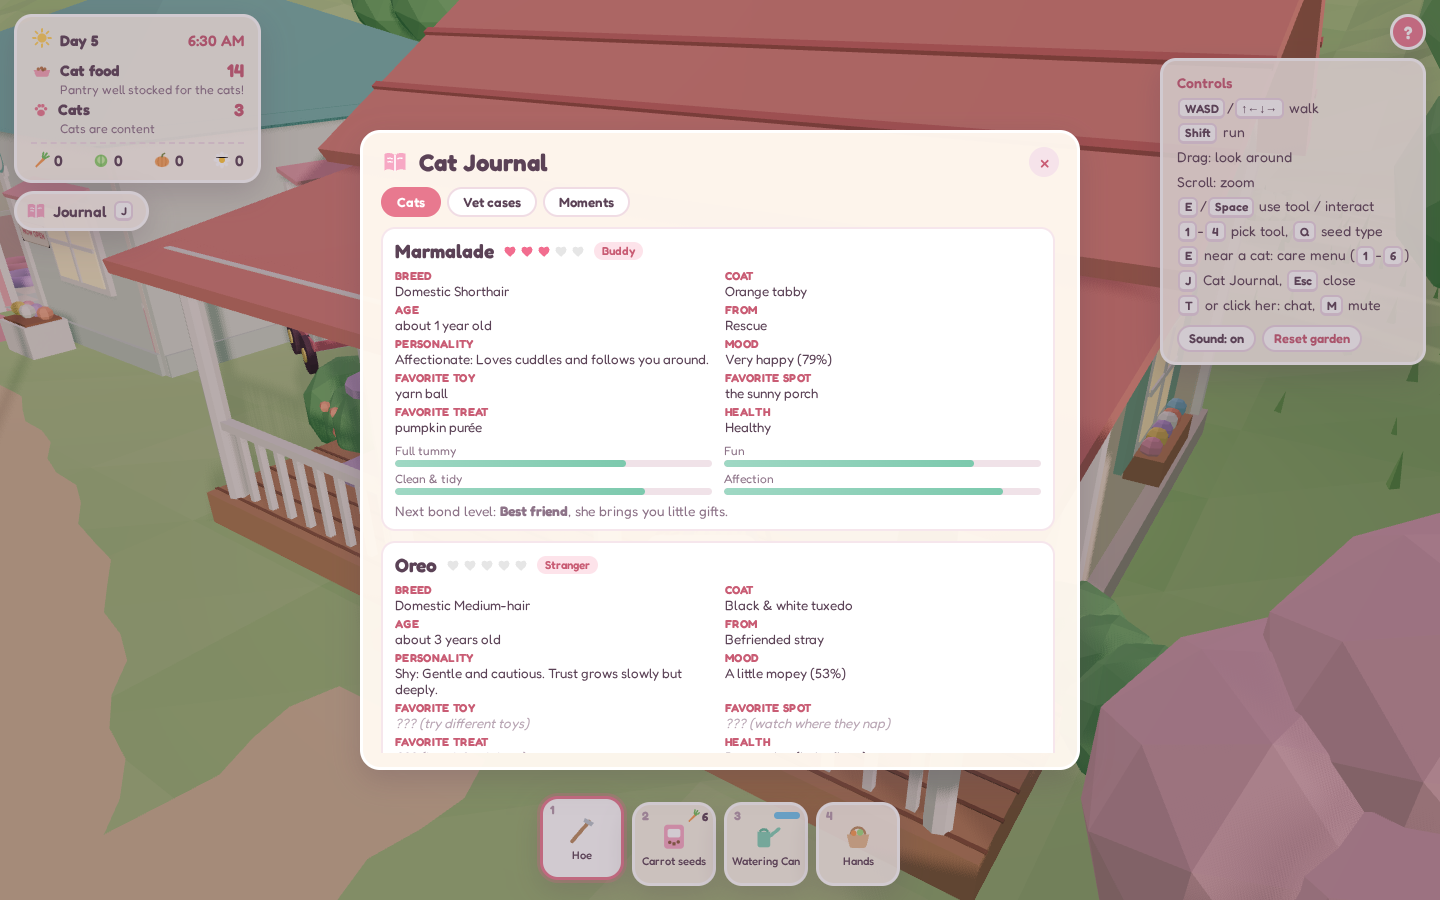 Day 5 6:30 AM
Cat food 14
Pantry well stocked for the cats!
Cats 3
Cats are content
0 0 0 0
Journal J
?
Controls
WASD / ↑←↓→ walk
Shift run
Drag: look around
Scroll: zoom
E / Space use tool / interact
1 - 4 pick tool, Q seed type
E near a cat: care menu ( 1 - 6 )
J Cat Journal, Esc close
T or click her: chat, M mute
Sound: on Reset garden
Cat Journal ×
Cats Vet cases Moments
Marmalade Buddy
BREED COAT
Domestic Shorthair Orange tabby
AGE FROM
about 1 year old Rescue
PERSONALITY MOOD
Affectionate: Loves cuddles and follows you around. Very happy (79%)
FAVORITE TOY FAVORITE SPOT
yarn ball the sunny porch
FAVORITE TREAT HEALTH
pumpkin purée Healthy
Full tummy Fun
Clean & tidy Affection
Next bond level: Best friend, she brings you little gifts.
Oreo Stranger
BREED COAT
Domestic Medium-hair Black & white tuxedo
AGE FROM
about 3 years old Befriended stray
PERSONALITY MOOD
Shy: Gentle and cautious. Trust grows slowly but A little mopey (53%)
deeply.
FAVORITE TOY FAVORITE SPOT
??? (try different toys) ??? (watch where they nap)
FAVORITE TREAT HEALTH
1 Hoe
2 6 Carrot seeds
3 Watering Can
4 Hands